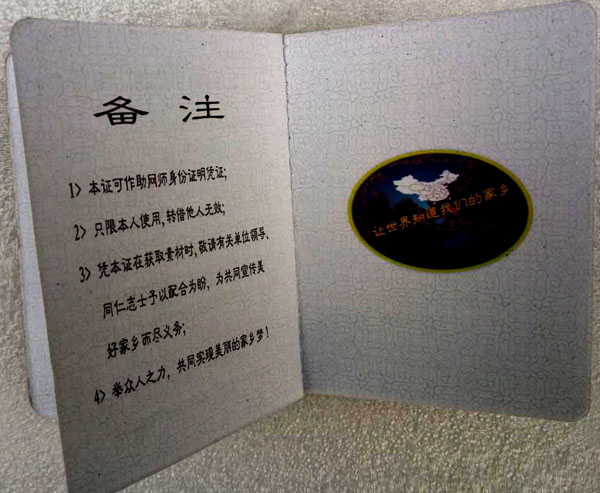 备 注
1〉本证可作助网师身份证明凭证;
2〉只限本人使用,转借他人无效;
3〉凭本证在获取素材时,敬请有关单位领导、
同仁志士予以配合为盼，为共同宣传美
好家乡而尽义务;
4〉举众人之力，共同实现美丽的家乡梦！
让世界知道我们的家乡